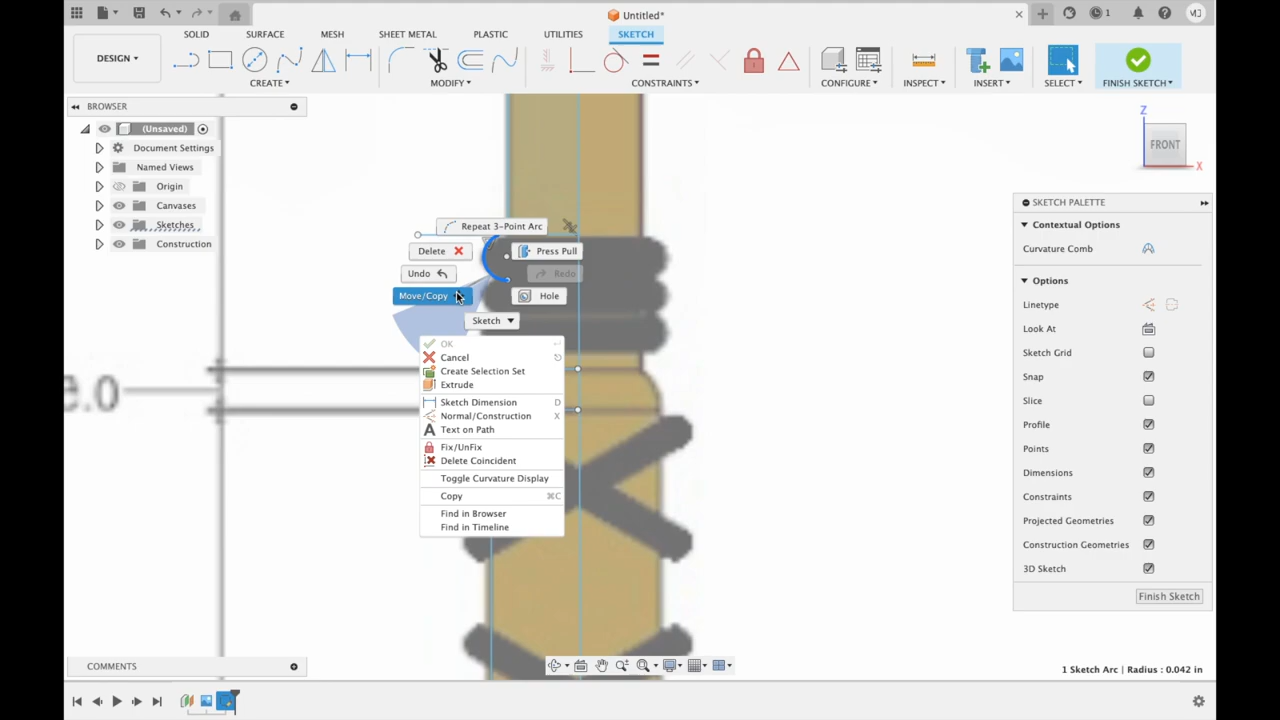 Untitled*
1
MJ
DESIGN
SOLID
SURFACE
MESH
SHEET METAL
PLASTIC
UTILITIES
SKETCH
CREATE
MODIFY
CONSTRAINTS
CONFIGURE
INSPECT
INSERT
SELECT
FINISH SKETCH
BROWSER
(Unsaved)
Document Settings
Named Views
Origin
Canvases
Sketches
Construction
Z
FRONT
X
Repeat 3-Point Arc
Delete
Press Pull
Undo
Redo
Move/Copy
Hole
Sketch
OK
Cancel
Create Selection Set
Extrude
Sketch Dimension D
Normal/Construction X
Text on Path
Fix/UnFix
Delete Coincident
Toggle Curvature Display
Copy ⌘C
Find in Browser
Find in Timeline
SKETCH PALETTE
Contextual Options
Curvature Comb
Options
Linetype
Look At
Sketch Grid
Snap
Slice
Profile
Points
Dimensions
Constraints
Projected Geometries
Construction Geometries
3D Sketch
Finish Sketch
COMMENTS
1 Sketch Arc | Radius : 0.042 in